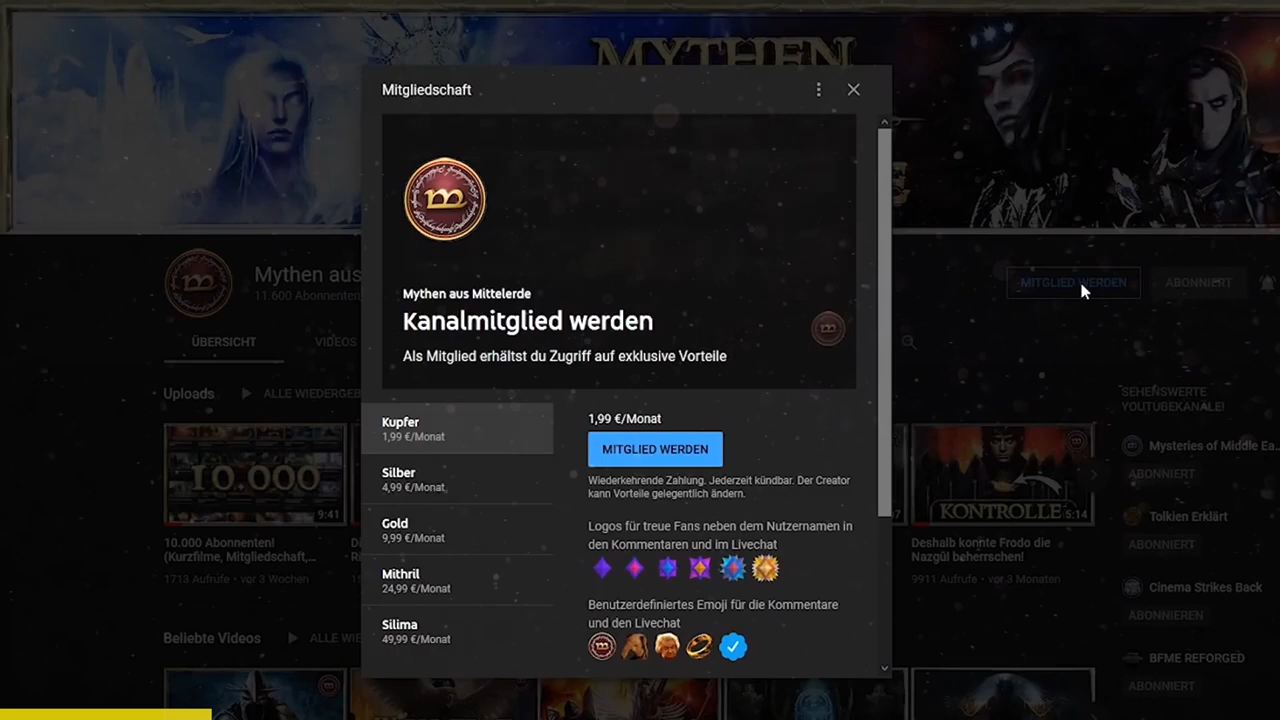 MYTHEN
Mitgliedschaft
Mythen aus Mittelerde
Kanalmitglied werden
Als Mitglied erhältst du Zugriff auf exklusive Vorteile
Kupfer
1,99 €/Monat
Silber
4,99 €/Monat
Gold
9,99 €/Monat
Mithril
24,99 €/Monat
Silima
49,99 €/Monat
1,99 €/Monat
MITGLIED WERDEN
Wiederkehrende Zahlung. Jederzeit kündbar. Der Creator
kann Vorteile gelegentlich ändern.
Logos für treue Fans neben dem Nutzernamen in
den Kommentaren und im Livechat
Benutzerdefiniertes Emoji für die Kommentare
und den Livechat
Mythen aus
11 600 Abonnenten
MITGLIED WERDEN
ABONNIERT
ÜBERSICHT
VIDEOS
Uploads
ALLE WIEDERGEB
10.000
9:41
10.000 Abonnenten!
(Kurzfilme, Mitgliedschaft,...
1713 Aufrufe • vor 3 Wochen
KONTROLLE
5:14
Deshalb konnte Frodo die
Nazgûl beherrschen!
9911 Aufrufe • vor 3 Monaten
Beliebte Videos
ALLE WIE
SEHENSWERTE
YOUTUBEKANÄLE!
Mysteries of Middle Ea...
ABONNIERT
Tolkien Erklärt
ABONNIERT
Cinema Strikes Back
ABONNIEREN
BFME REFORGED
ABONNIERT